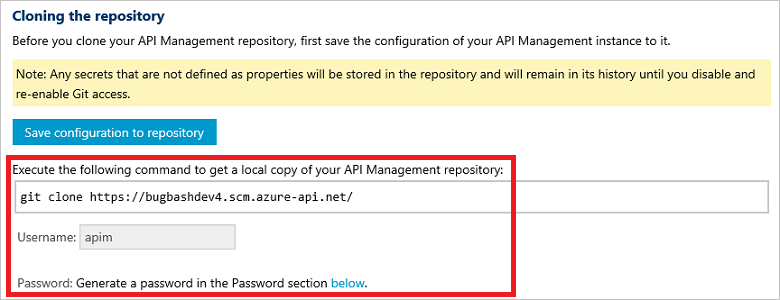 Cloning the repository
Before you clone your API Management repository, first save the configuration of your API Management instance to it.
Note: Any secrets that are not defined as properties will be stored in the repository and will remain in its history until you disable and
re-enable Git access.
Save configuration to repository
Execute the following command to get a local copy of your API Management repository:
git clone https://bugbashdev4.scm.azure-api.net/
Username: apim
Password: Generate a password in the Password section below.